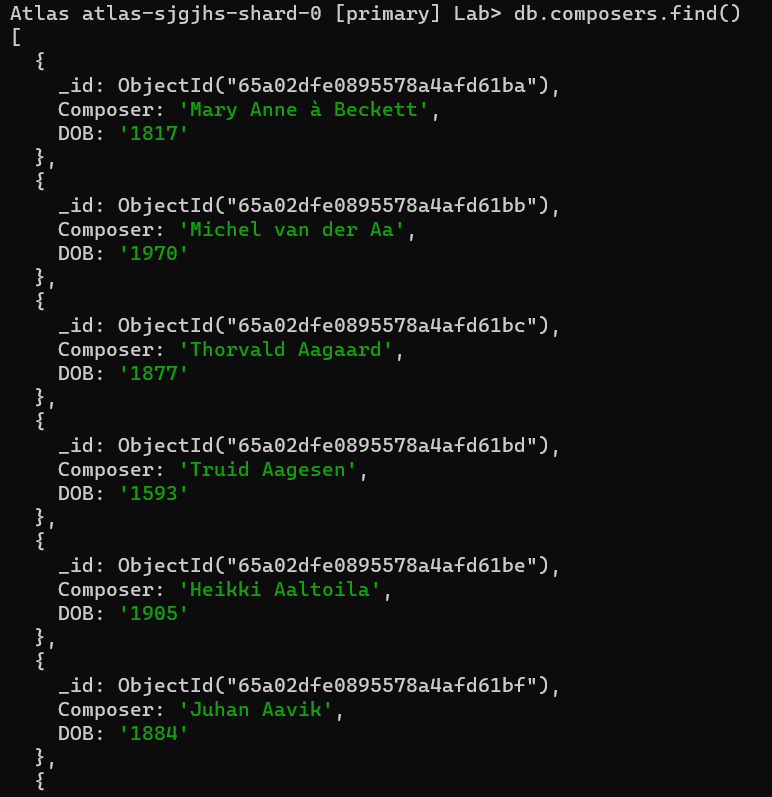 Atlas atlas-sjgjhs-shard-0 [primary] Lab> db.composers.find()
[
  {
    _id: ObjectId("65a02dfe0895578a4afd61ba"),
    Composer: 'Mary Anne à Beckett',
    DOB: '1817'
  },
  {
    _id: ObjectId("65a02dfe0895578a4afd61bb"),
    Composer: 'Michel van der Aa',
    DOB: '1970'
  },
  {
    _id: ObjectId("65a02dfe0895578a4afd61bc"),
    Composer: 'Thorvald Aagaard',
    DOB: '1877'
  },
  {
    _id: ObjectId("65a02dfe0895578a4afd61bd"),
    Composer: 'Truid Aagesen',
    DOB: '1593'
  },
  {
    _id: ObjectId("65a02dfe0895578a4afd61be"),
    Composer: 'Heikki Aaltoila',
    DOB: '1905'
  },
  {
    _id: ObjectId("65a02dfe0895578a4afd61bf"),
    Composer: 'Juhan Aavik',
    DOB: '1884'
  },
  {